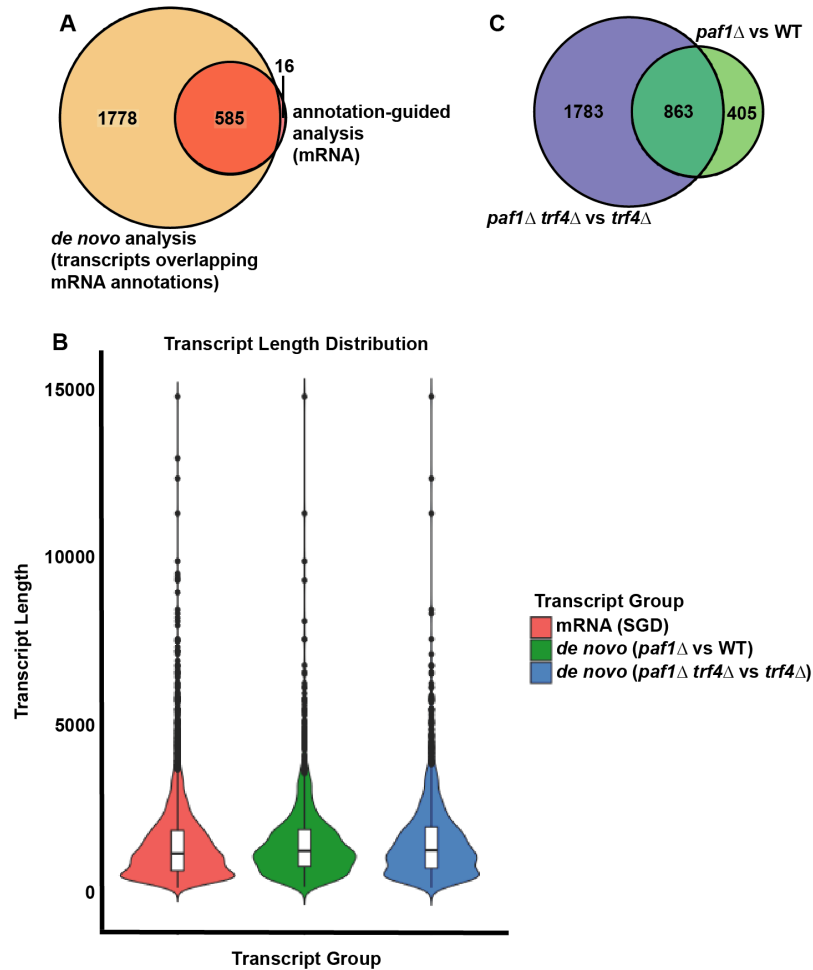 A
16
1778
585
annotation-guided
analysis
(mRNA)
de novo analysis
(transcripts overlapping
mRNA annotations)
C
paf1Δ vs WT
1783
863
405
paf1Δ trf4Δ vs trf4Δ
B
Transcript Length Distribution
15000
10000
5000
0
Transcript Length
Transcript Group
Transcript Group
mRNA (SGD)
de novo (paf1Δ vs WT)
de novo (paf1Δ trf4Δ vs trf4Δ)